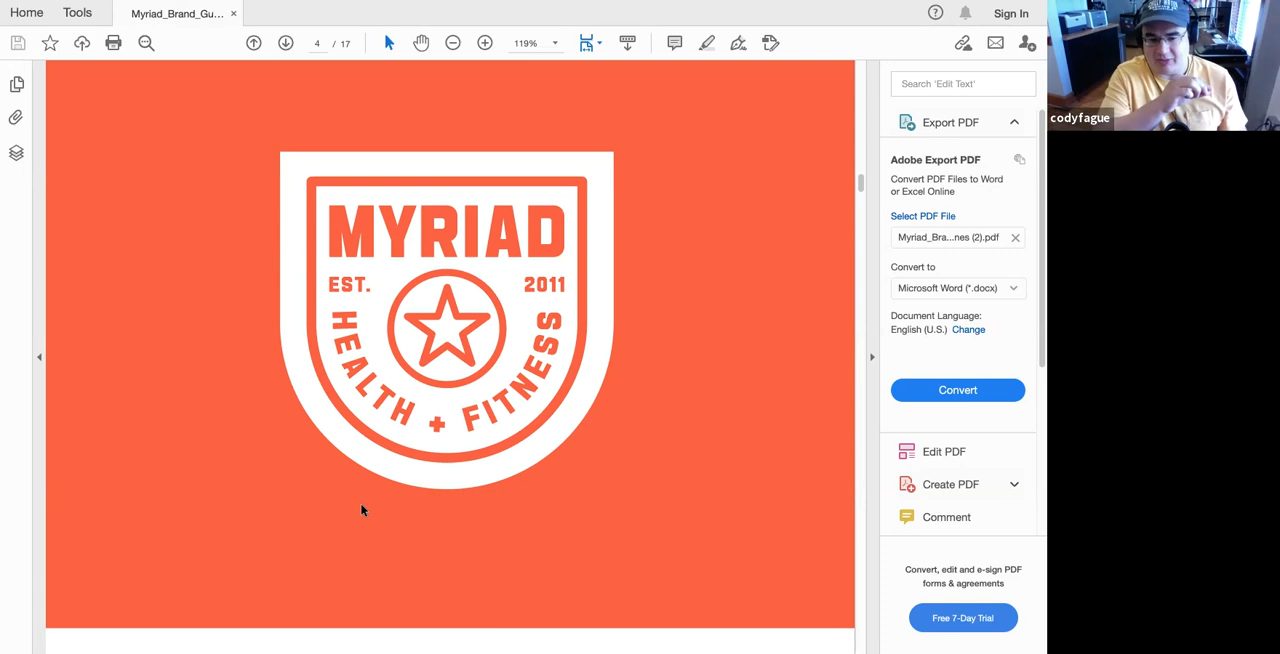 Home
Tools
Myriad_Brand_Gu... ×
Sign In
4 / 17
119%
codyfague
Search 'Edit Text'
Export PDF
Adobe Export PDF
Convert PDF Files to Word
or Excel Online
Select PDF File
Myriad_Bra...nes (2).pdf
Convert to
Microsoft Word (*.docx)
Document Language:
English (U.S.) Change
Convert
Edit PDF
Create PDF
Comment
Convert, edit and e-sign PDF
forms & agreements
Free 7-Day Trial
MYRIAD
EST. 2011
HEALTH + FITNESS